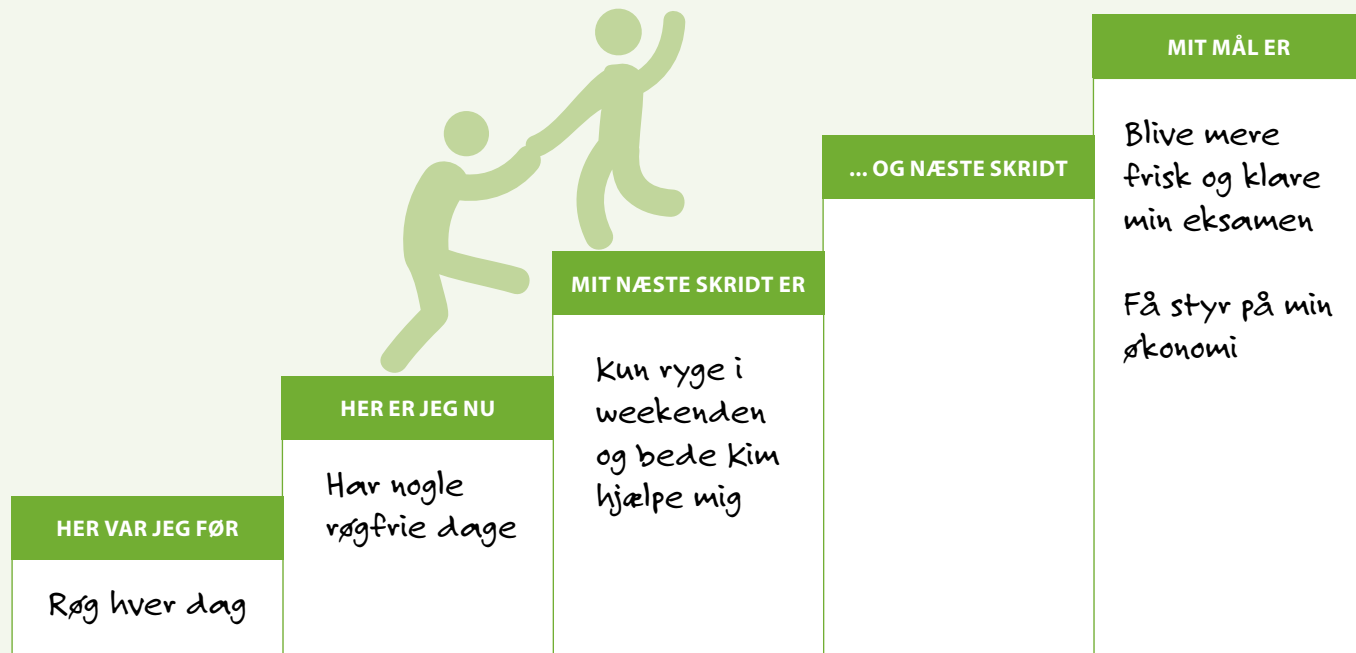 HER VAR JEG FØR
Røg hver dag
HER ER JEG NU
Har nogle
røgfrie dage
MIT NÆSTE SKRIDT ER
Kun ryge i
weekenden
og bede Kim
hjælpe mig
... OG NÆSTE SKRIDT
MIT MÅL ER
Blive mere
frisk og klare
min eksamen
Få styr på min
økonomi